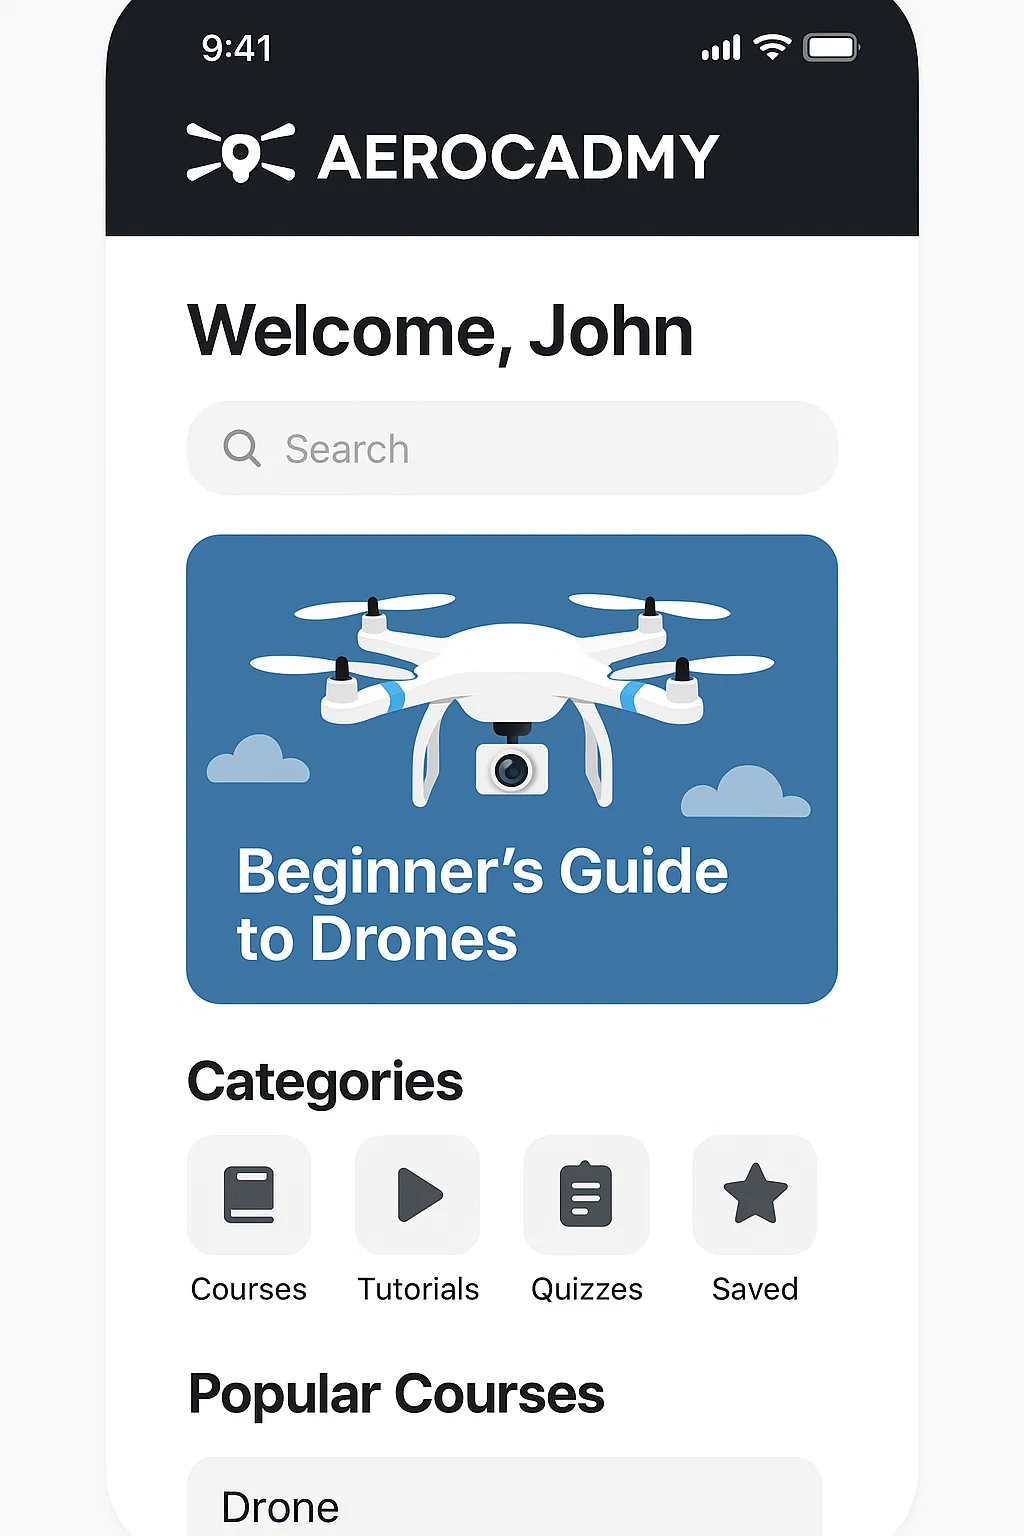 9:41
AEROCADMY
Welcome, John
Search
Beginner’s Guide
to Drones
Categories
Courses
Tutorials
Quizzes
Saved
Popular Courses
Drone